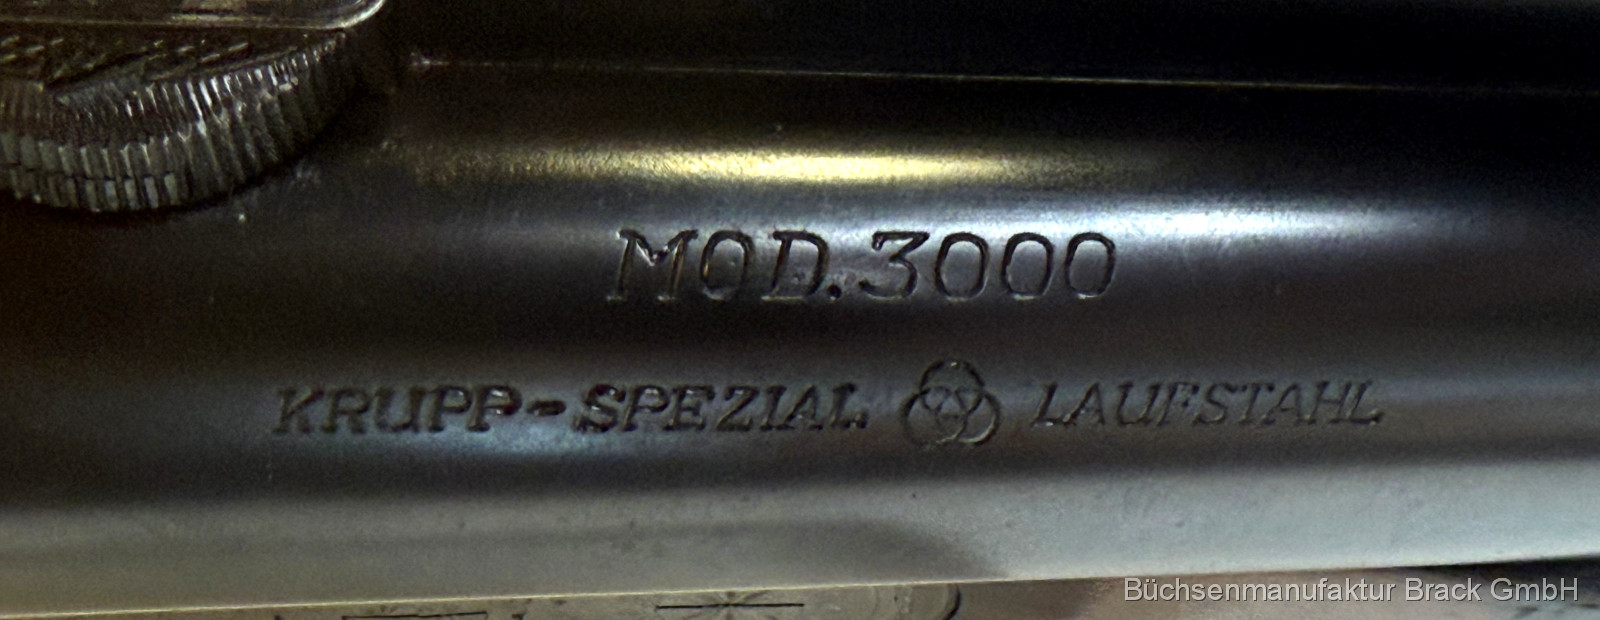 MOD.3000
KRUPP-SPEZIAL LAUFSTAHL
Büchsenmanufaktur Brack GmbH